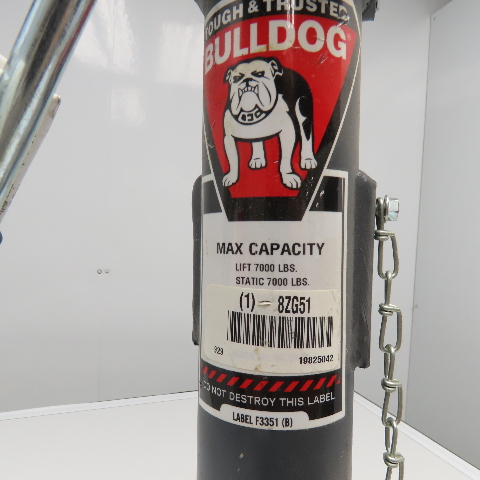 TOUGH & TRUSTED
BULLDOG
MAX CAPACITY
LIFT 7000 LBS.
STATIC 7000 LBS.
(1) - 8ZG51
929 19825042
DO NOT DESTROY THIS LABEL
LABEL F3351 (B)